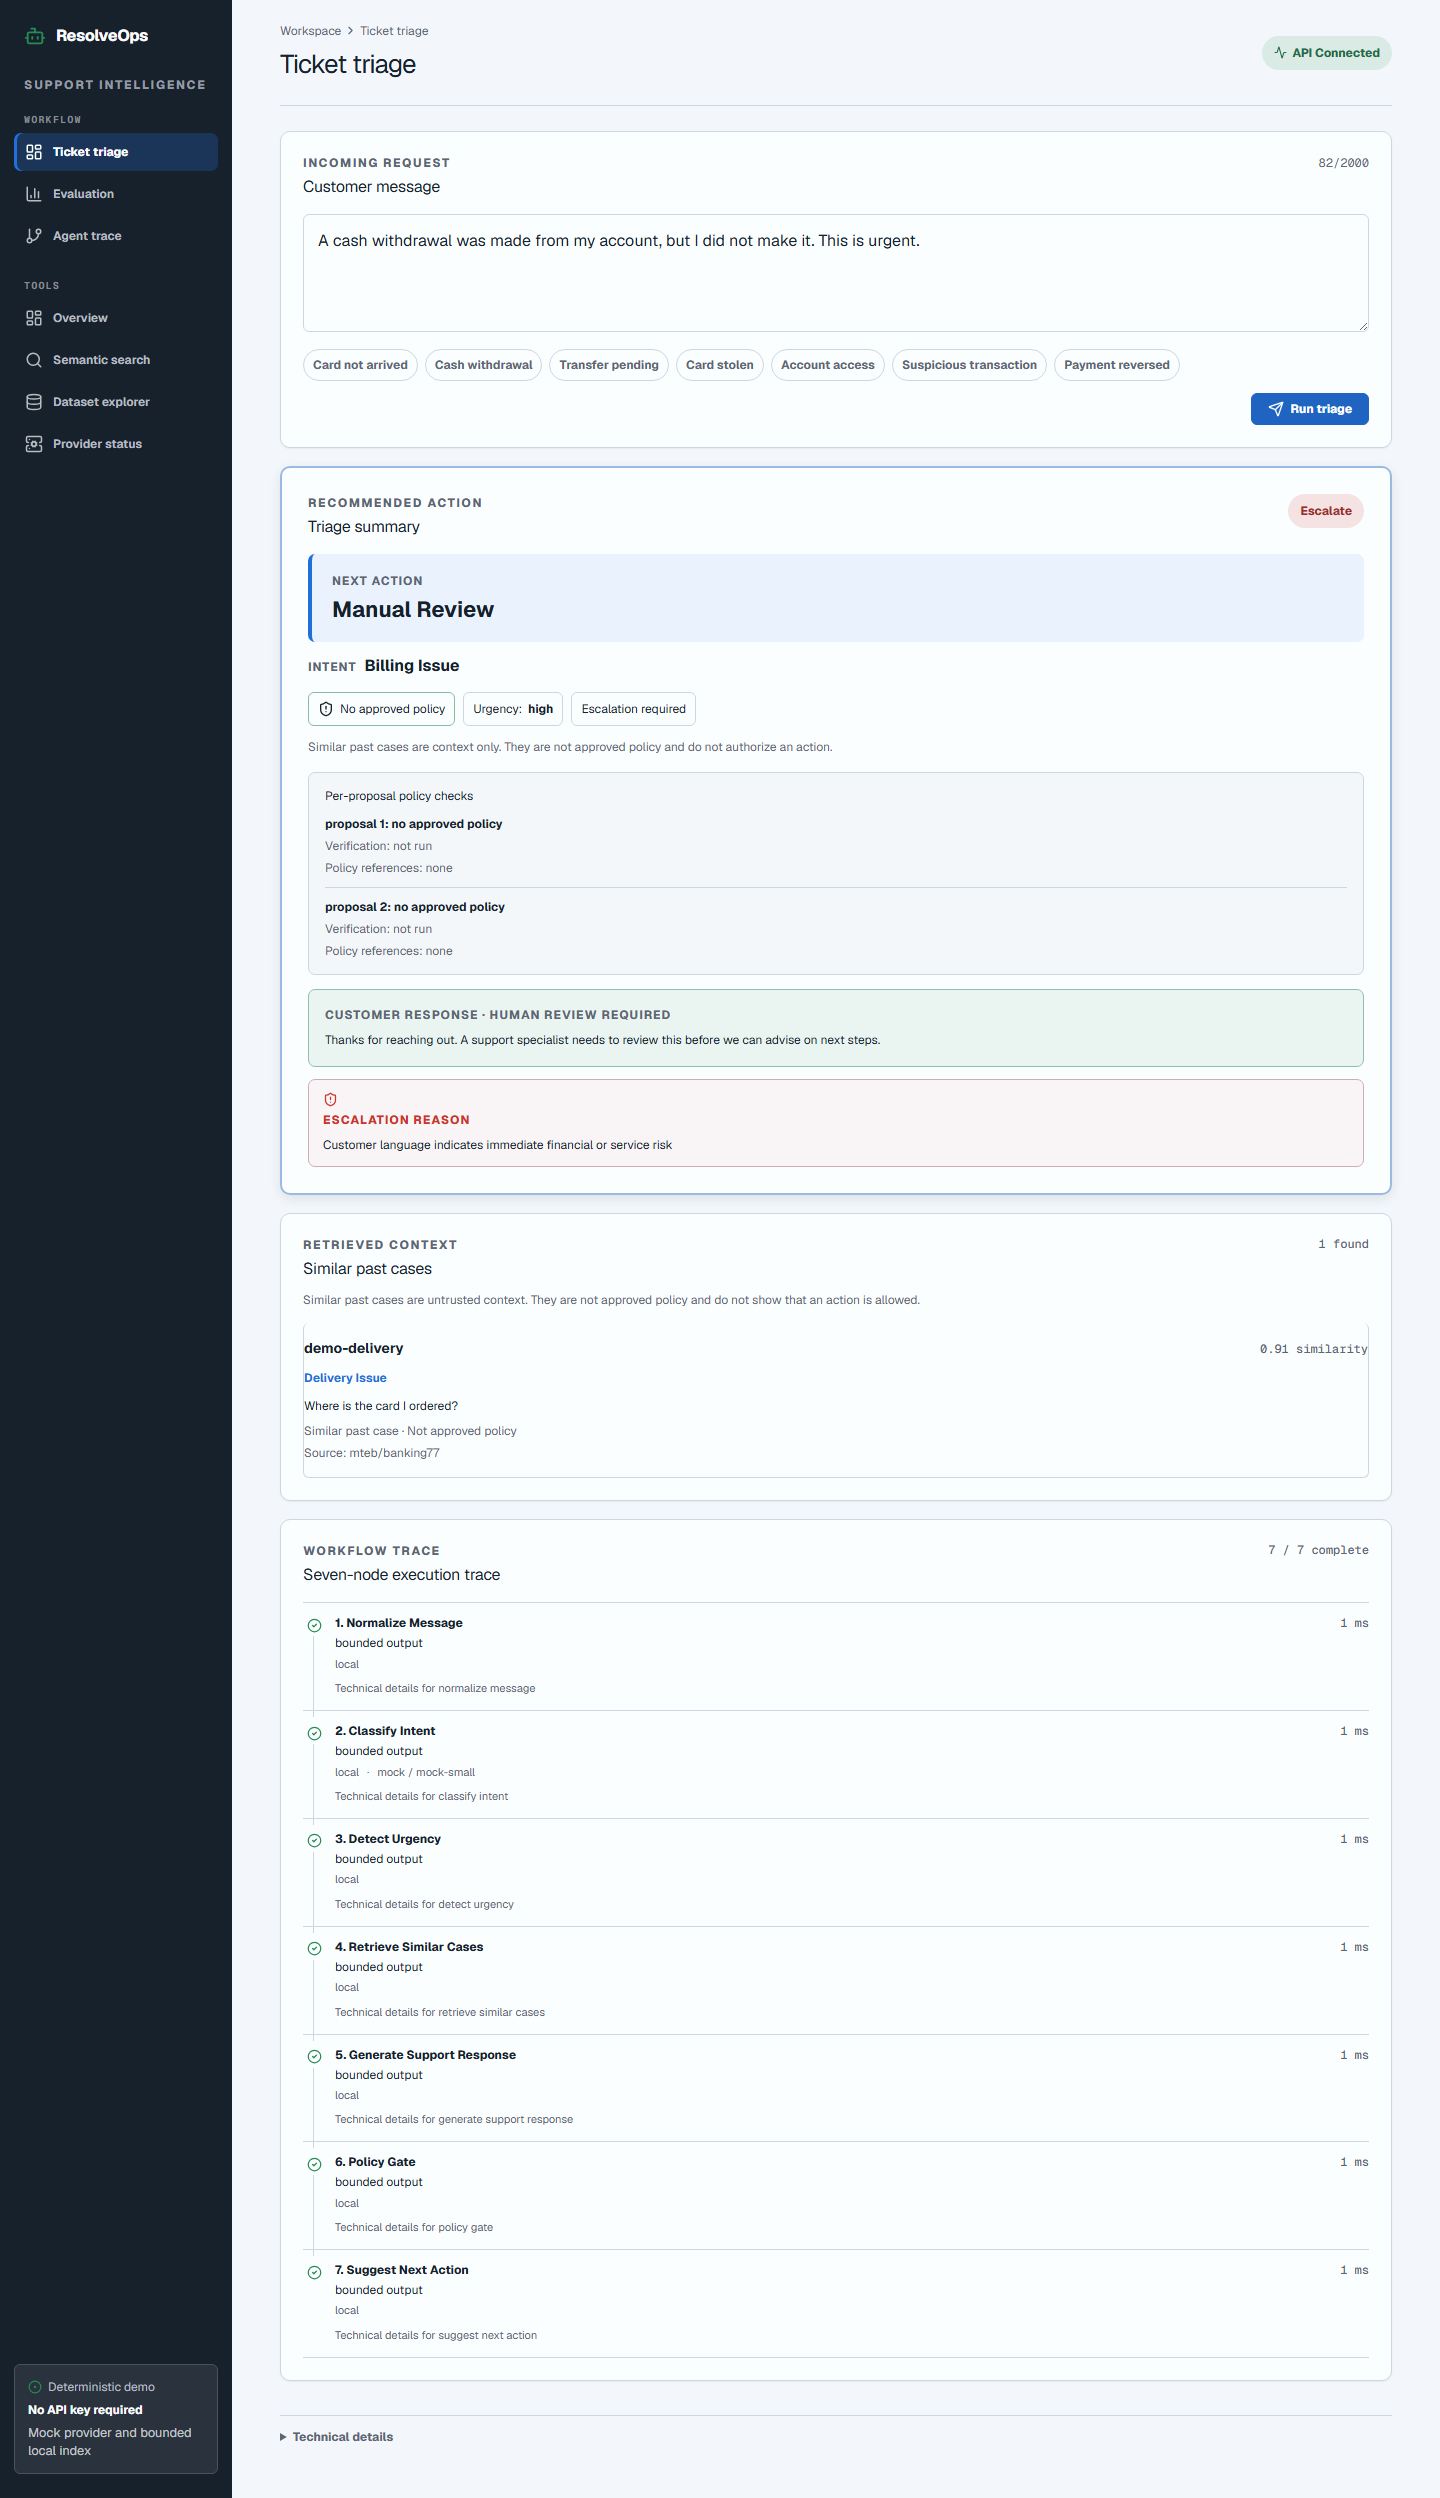 ResolveOps
SUPPORT INTELLIGENCE
WORKFLOW
Ticket triage
Evaluation
Agent trace
TOOLS
Overview
Semantic search
Dataset explorer
Provider status
Deterministic demo
No API key required
Mock provider and bounded
local index
Workspace > Ticket triage
Ticket triage
API Connected
INCOMING REQUEST
82/2000
Customer message
A cash withdrawal was made from my account, but I did not make it. This is urgent.
Card not arrived
Cash withdrawal
Transfer pending
Card stolen
Account access
Suspicious transaction
Payment reversed
Run triage
RECOMMENDED ACTION
Escalate
Triage summary
NEXT ACTION
Manual Review
INTENT Billing Issue
No approved policy
Urgency: high
Escalation required
Similar past cases are context only. They are not approved policy and do not authorize an action.
Per-proposal policy checks
proposal 1: no approved policy
Verification: not run
Policy references: none
proposal 2: no approved policy
Verification: not run
Policy references: none
CUSTOMER RESPONSE · HUMAN REVIEW REQUIRED
Thanks for reaching out. A support specialist needs to review this before we can advise on next steps.
ESCALATION REASON
Customer language indicates immediate financial or service risk
RETRIEVED CONTEXT
1 found
Similar past cases
Similar past cases are untrusted context. They are not approved policy and do not show that an action is allowed.
demo-delivery
0.91 similarity
Delivery Issue
Where is the card I ordered?
Similar past case · Not approved policy
Source: mteb/banking77
WORKFLOW TRACE
7 / 7 complete
Seven-node execution trace
1. Normalize Message
1 ms
bounded output
local
Technical details for normalize message
2. Classify Intent
1 ms
bounded output
local · mock / mock-small
Technical details for classify intent
3. Detect Urgency
1 ms
bounded output
local
Technical details for detect urgency
4. Retrieve Similar Cases
1 ms
bounded output
local
Technical details for retrieve similar cases
5. Generate Support Response
1 ms
bounded output
local
Technical details for generate support response
6. Policy Gate
1 ms
bounded output
local
Technical details for policy gate
7. Suggest Next Action
1 ms
bounded output
local
Technical details for suggest next action
Technical details